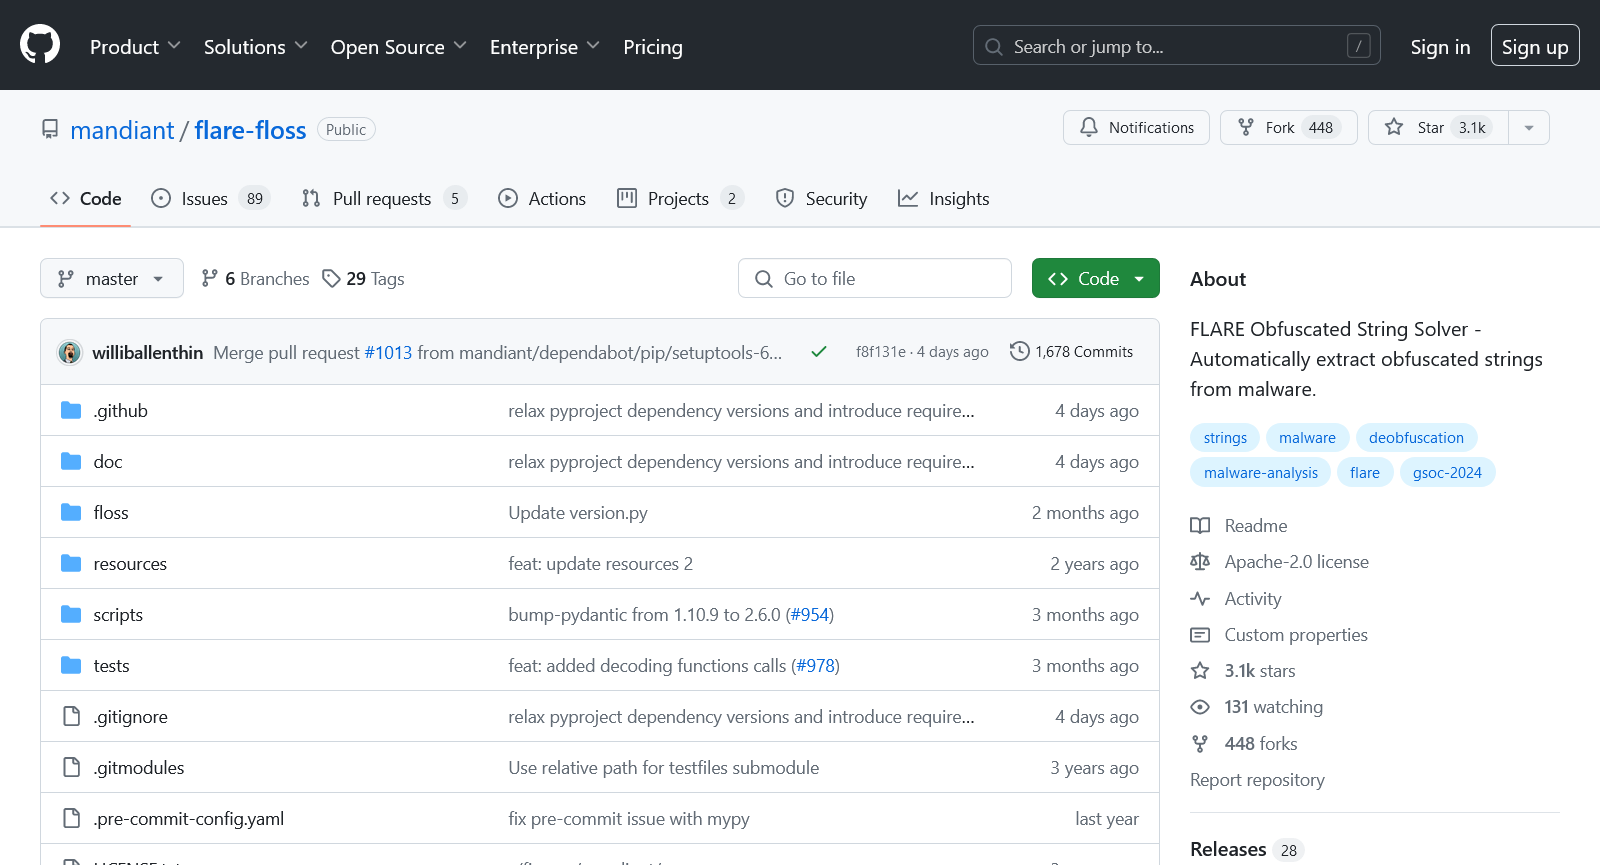 Product Solutions Open Source Enterprise Pricing Search or jump to... / Sign in Sign up
mandiant / flare-floss Public Notifications Fork 448 Star 3.1k
Code Issues 89 Pull requests 5 Actions Projects 2 Security Insights
master 6 Branches 29 Tags Go to file Code
williballenthin Merge pull request #1013 from mandiant/dependabot/pip/setuptools-6... f8f131e · 4 days ago 1,678 Commits
.github relax pyproject dependency versions and introduce require... 4 days ago
doc relax pyproject dependency versions and introduce require... 4 days ago
floss Update version.py 2 months ago
resources feat: update resources 2 2 years ago
scripts bump-pydantic from 1.10.9 to 2.6.0 (#954) 3 months ago
tests feat: added decoding functions calls (#978) 3 months ago
.gitignore relax pyproject dependency versions and introduce require... 4 days ago
.gitmodules Use relative path for testfiles submodule 3 years ago
.pre-commit-config.yaml fix pre-commit issue with mypy last year
About
FLARE Obfuscated String Solver -
Automatically extract obfuscated strings
from malware.
strings malware deobfuscation
malware-analysis flare gsoc-2024
Readme
Apache-2.0 license
Activity
Custom properties
3.1k stars
131 watching
448 forks
Report repository
Releases 28